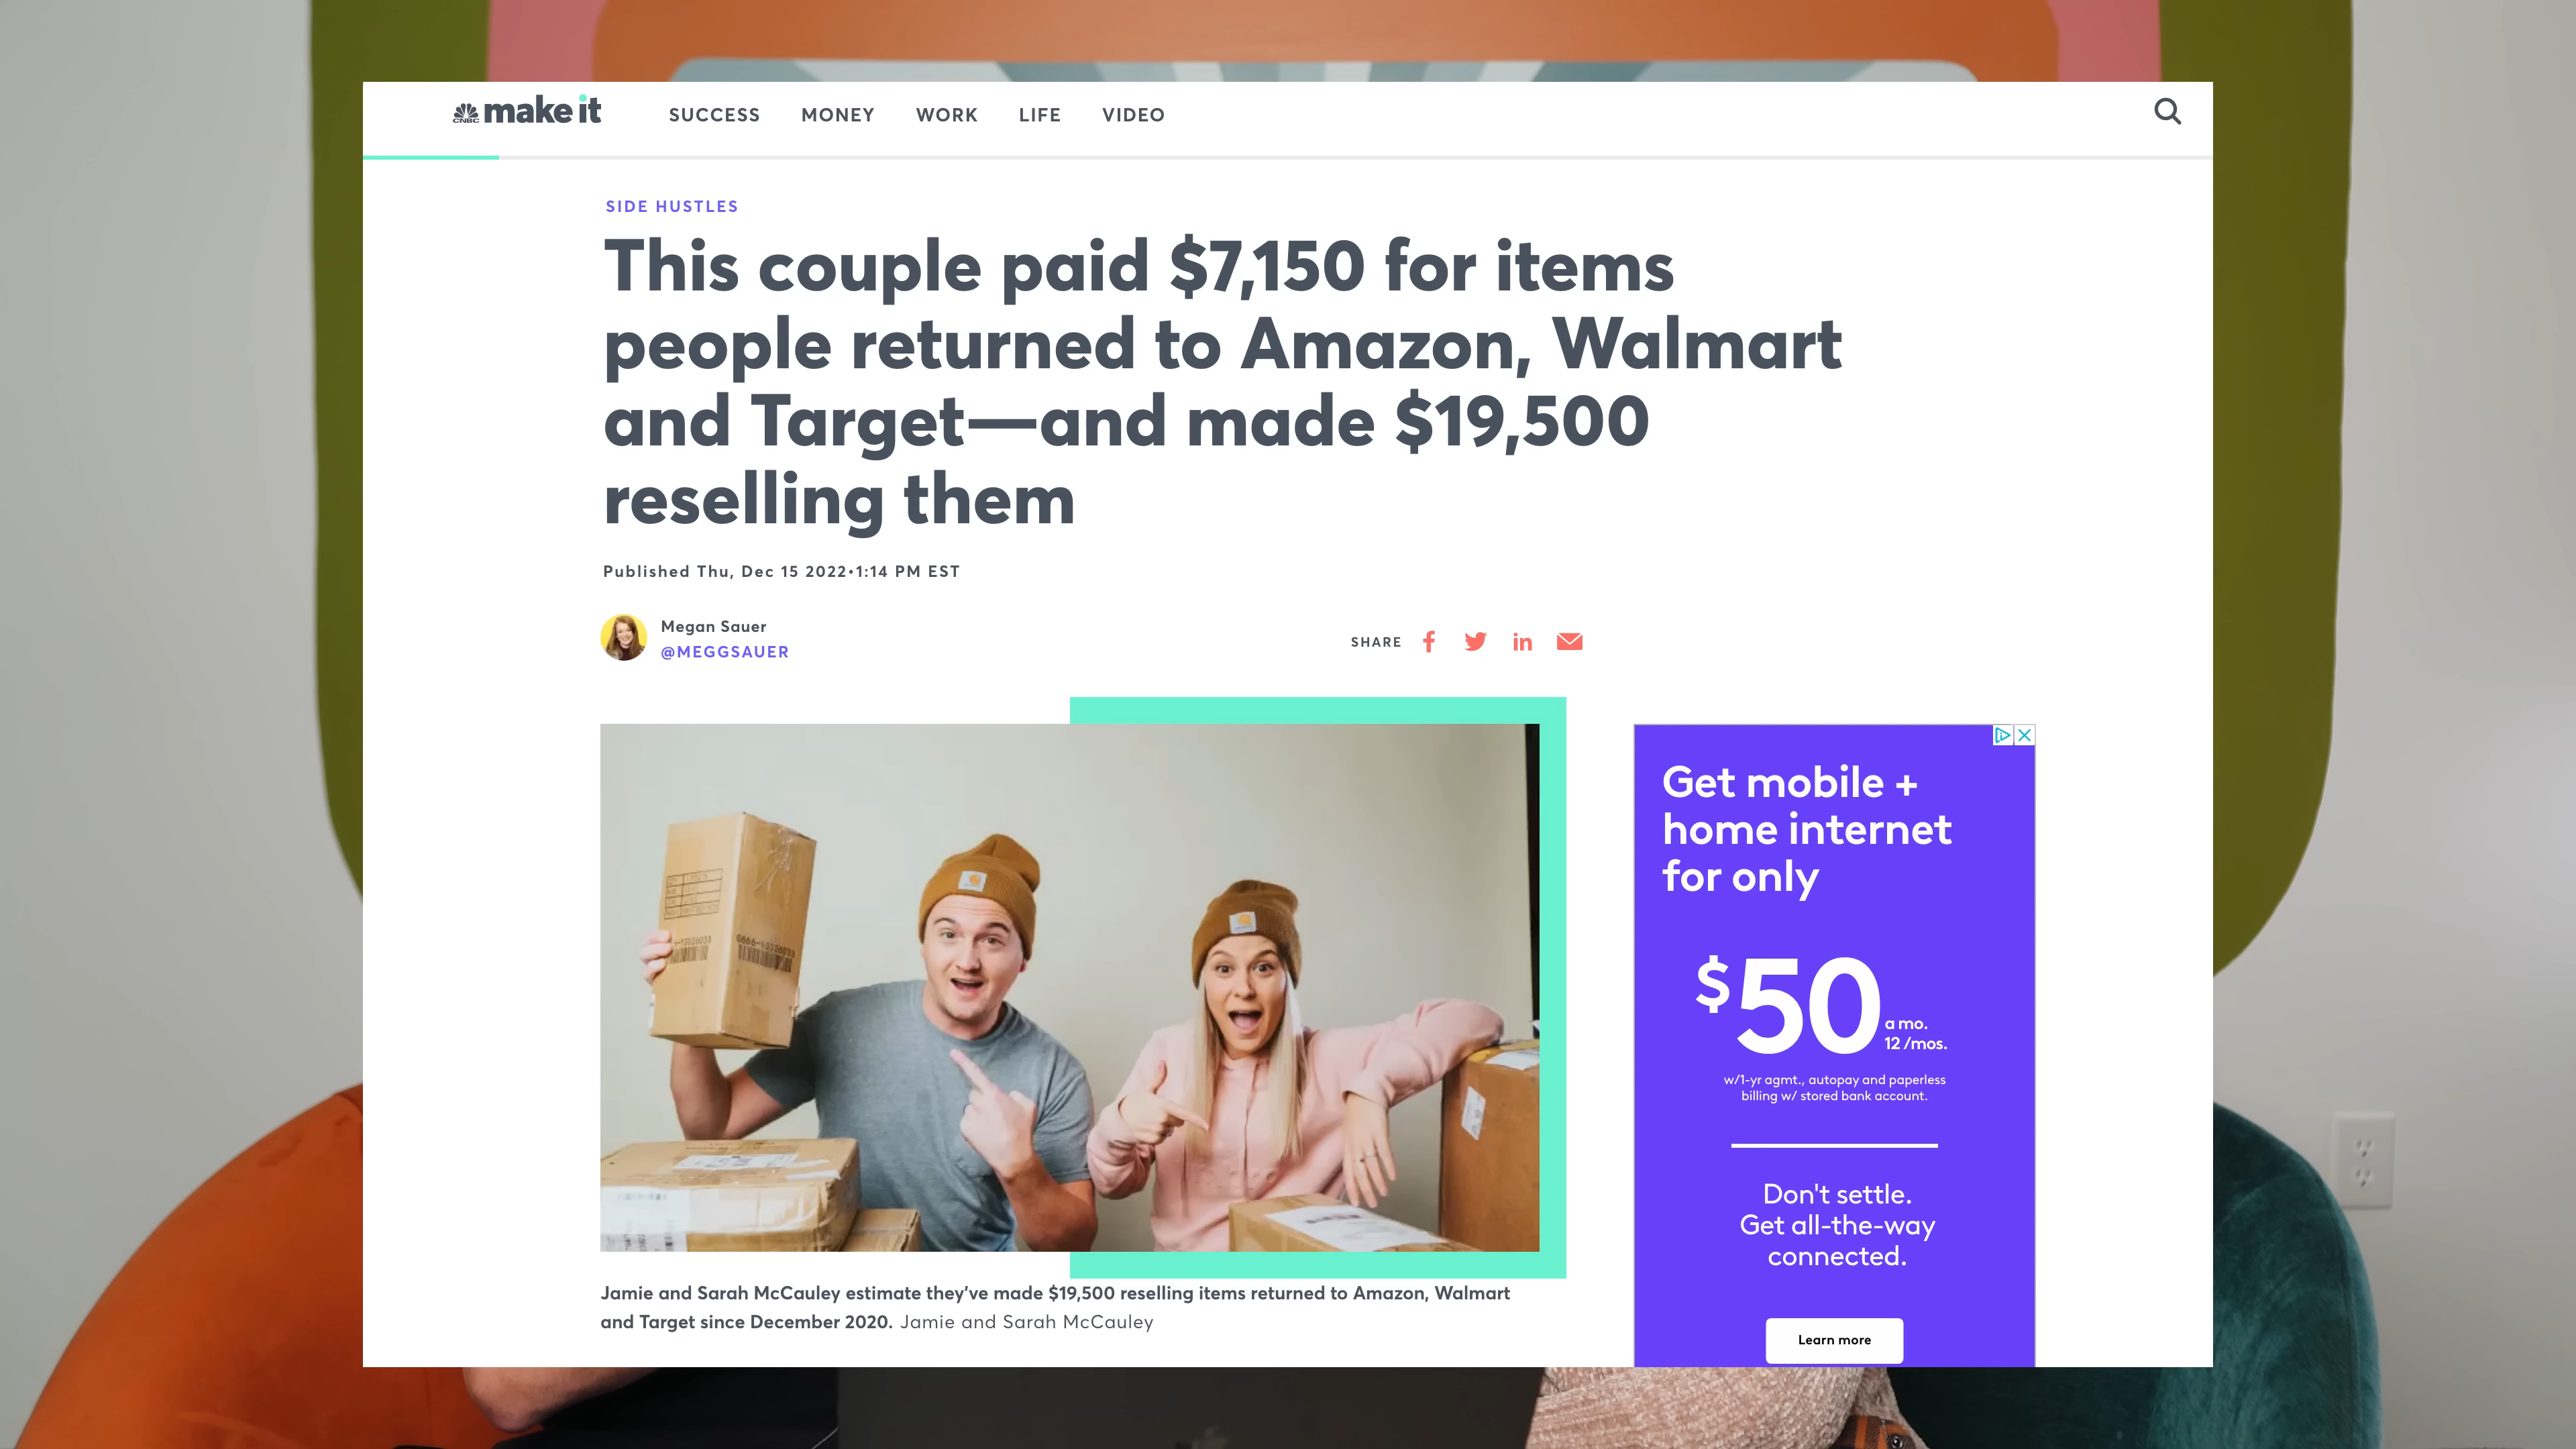 CNBC make it
SUCCESS MONEY WORK LIFE VIDEO
SIDE HUSTLES
This couple paid $7,150 for items
people returned to Amazon, Walmart
and Target—and made $19,500
reselling them
Published Thu, Dec 15 2022•1:14 PM EST
Megan Sauer
@MEGGSAUER
SHARE
Jamie and Sarah McCauley estimate they've made $19,500 reselling items returned to Amazon, Walmart
and Target since December 2020. Jamie and Sarah McCauley
Get mobile +
home internet
for only
$50
a mo.
12 /mos.
w/1-yr agmt., autopay and paperless
billing w/ stored bank account.
Don't settle.
Get all-the-way
connected.
Learn more